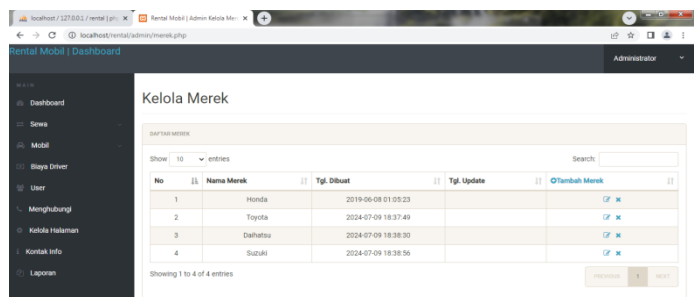 localhost / 127.0.0.1 / rental | ph
Rental Mobil | Admin Kelola Mer
localhost/rental/admin/merek.php
Rental Mobil | Dashboard
Administrator
MAIN
Dashboard
Sewa
Mobil
Biaya Driver
User
Menghubungi
Kelola Halaman
Kontak Info
Laporan
Kelola Merek
DAFTAR MEREK
Show 10 entries Search:
No Nama Merek Tgl. Dibuat Tgl. Update Tambah Merek
1 Honda 2019-06-08 01:05:23
2 Toyota 2024-07-09 18:37:49
3 Daihatsu 2024-07-09 18:38:30
4 Suzuki 2024-07-09 18:38:56
Showing 1 to 4 of 4 entries
PREVIOUS 1 NEXT